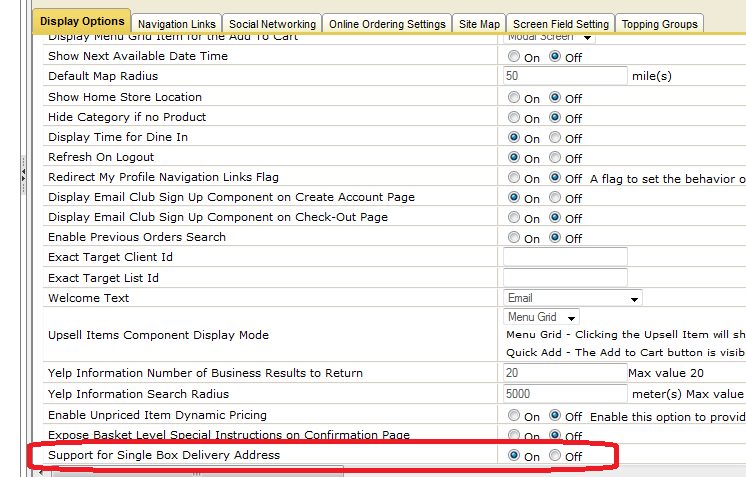 Display Options Navigation Links Social Networking Online Ordering Settings Site Map Screen Field Setting Topping Groups
Display Menu Grid Item for the Add To Cart Modal Screen
Show Next Available Date Time On Off
Default Map Radius 50 mile(s)
Show Home Store Location On Off
Hide Category if no Product On Off
Display Time for Dine In On Off
Refresh On Logout On Off
Redirect My Profile Navigation Links Flag On Off A flag to set the behavior o
Display Email Club Sign Up Component on Create Account Page On Off
Display Email Club Sign Up Component on Check-Out Page On Off
Enable Previous Orders Search On Off
Exact Target Client Id
Exact Target List Id
Welcome Text Email
Menu Grid
Upsell Items Component Display Mode Menu Grid - Clicking the Upsell Item will sh
Quick Add - The Add to Cart button is visib
Yelp Information Number of Business Results to Return 20 Max value 20
Yelp Information Search Radius 5000 meter(s) Max value
Enable Unpriced Item Dynamic Pricing On Off Enable this option to provid
Expose Basket Level Special Instructions on Confirmation Page On Off
Support for Single Box Delivery Address On Off